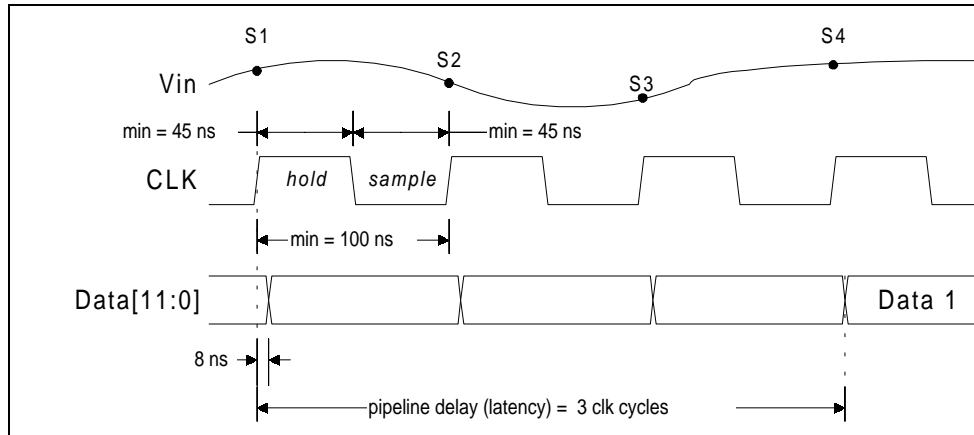 S1
S2
S3
S4
Vin
min = 45 ns
min = 45 ns
CLK
hold
sample
min = 100 ns
Data[11:0]
Data 1
8 ns
pipeline delay (latency) = 3 clk cycles